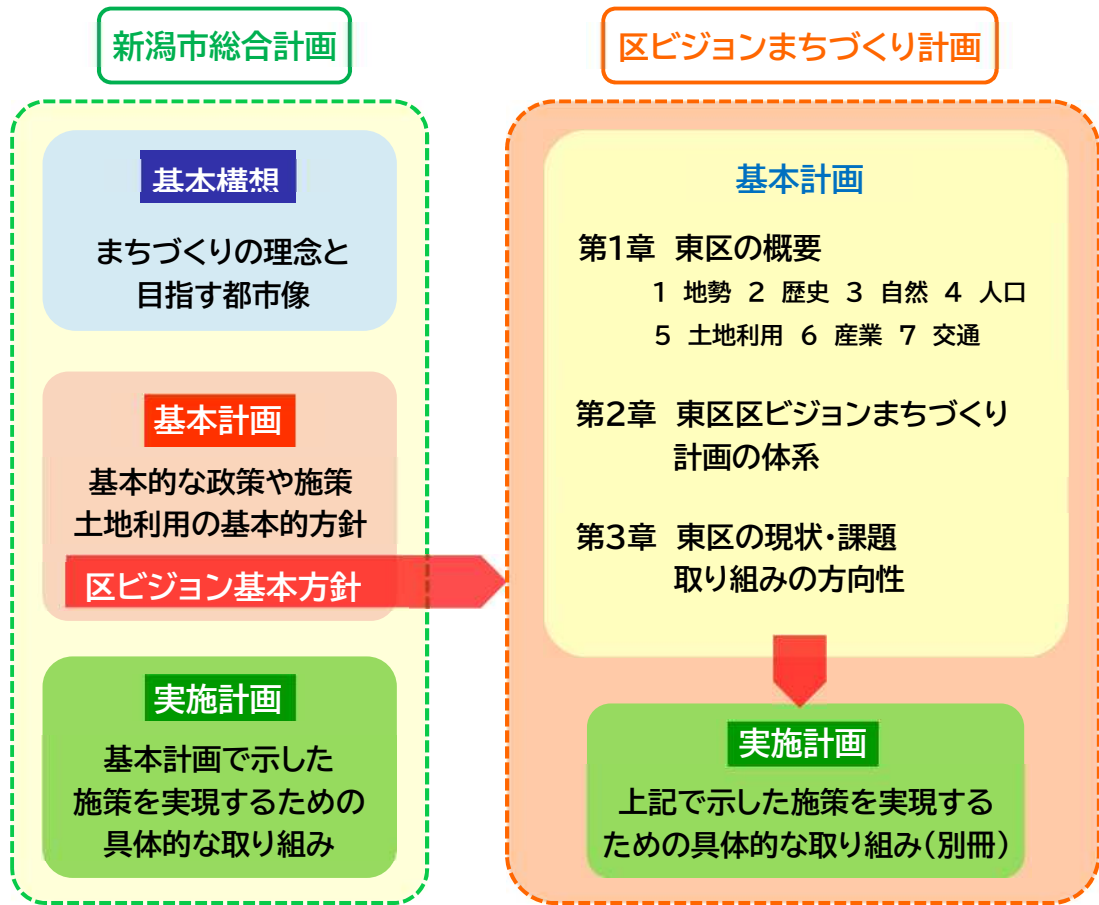 新潟市総合計画
基本構想
まちづくりの理念と
目指す都市像
基本計画
基本的な政策や施策
土地利用の基本的方針
区ビジョン基本方針
実施計画
基本計画で示した
施策を実現するための
具体的な取り組み
区ビジョンまちづくり計画
基本計画
第1章 東区の概要
1 地勢 2 歴史 3 自然 4 人口
5 土地利用 6 産業 7 交通
第2章 東区区ビジョンまちづくり
計画の体系
第3章 東区の現状・課題
取り組みの方向性
実施計画
上記で示した施策を実現する
ための具体的な取り組み(別冊)